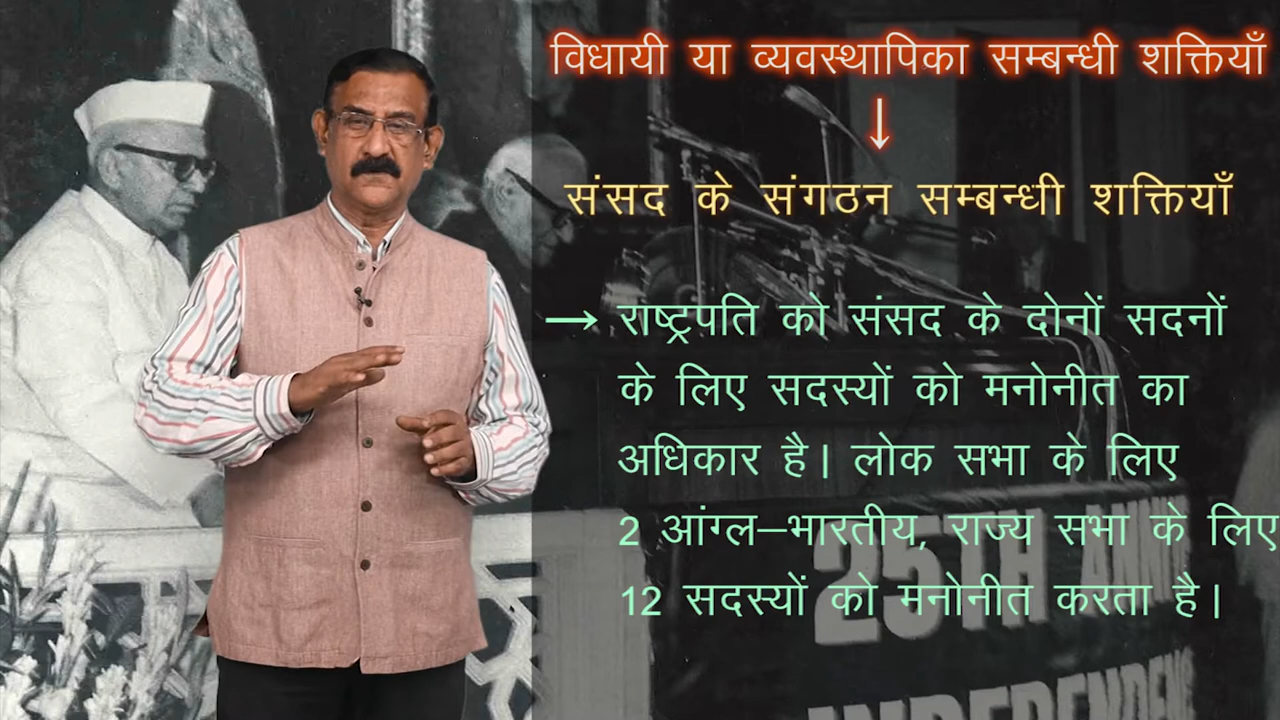 विधायी या व्यवस्थापिका सम्बन्धी शक्तियाँ
↓
संसद के संगठन सम्बन्धी शक्तियाँ
→ राष्ट्रपति को संसद के दोनों सदनों
के लिए सदस्यों को मनोनीत का
अधिकार है। लोक सभा के लिए
2 आंग्ल–भारतीय, राज्य सभा के लिए
12 सदस्यों को मनोनीत करता है।
25TH